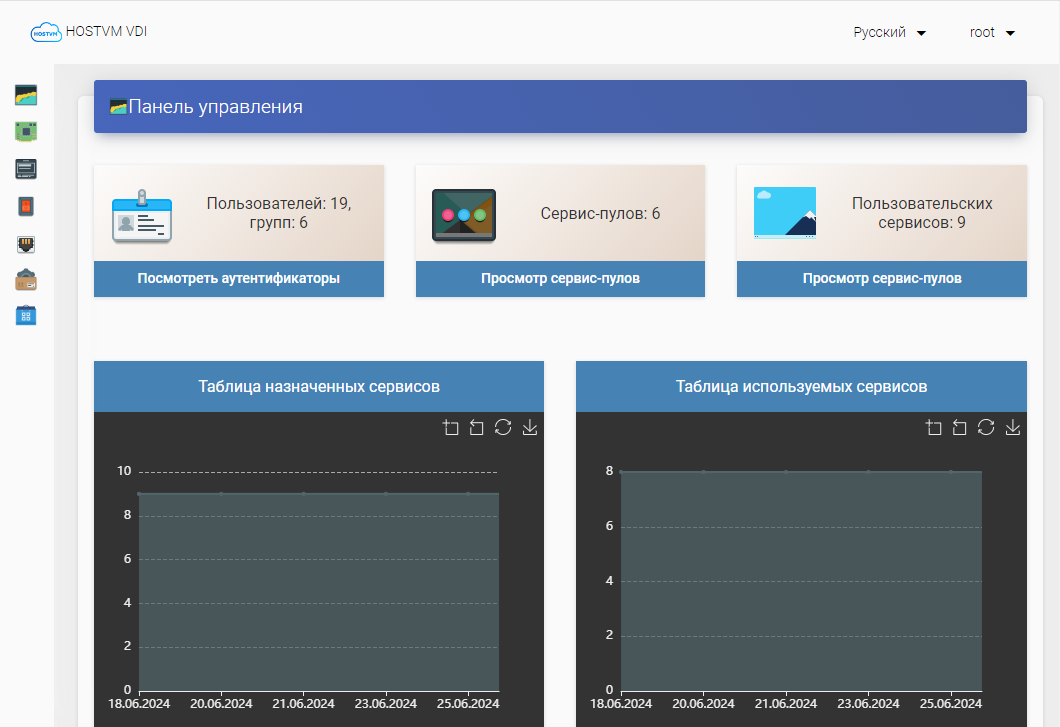 HOSTVM
HOSTVM VDI
Русский
root
Панель управления
Пользователей: 19,
групп: 6
Посмотреть аутентификаторы
Сервис-пулов: 6
Просмотр сервис-пулов
Пользовательских
сервисов: 9
Просмотр сервис-пулов
Таблица назначенных сервисов
10
8
6
4
2
0
18.06.2024 20.06.2024 21.06.2024 23.06.2024 25.06.2024
Таблица используемых сервисов
8
6
4
2
0
18.06.2024 20.06.2024 21.06.2024 23.06.2024 25.06.2024